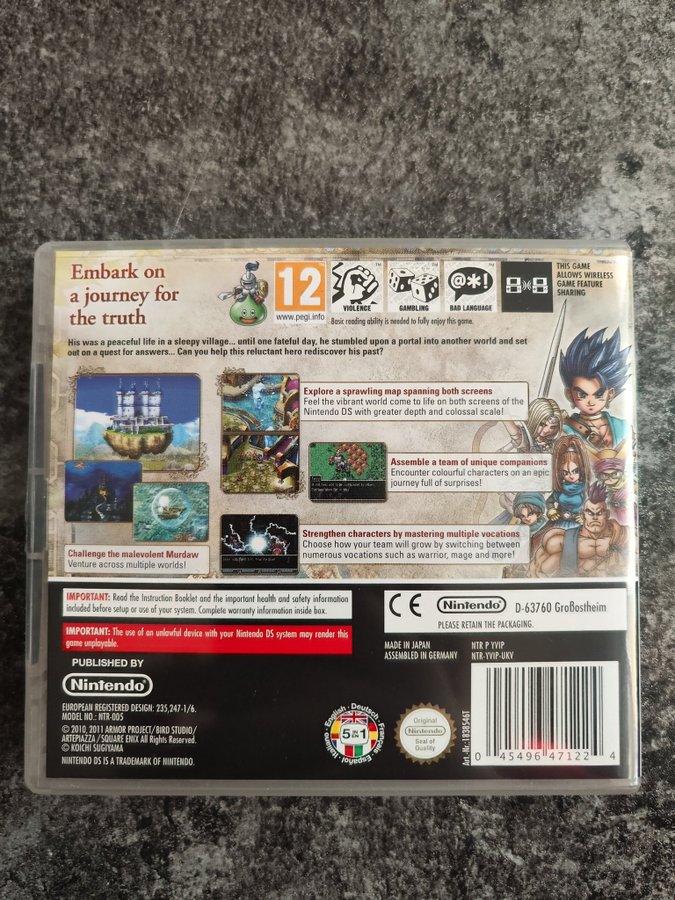 Embark on
a journey for
the truth
12
www.pegi.info
VIOLENCE
GAMBLING
@*!
BAD LANGUAGE
THIS GAME
ALLOWS WIRELESS
GAME FEATURE
SHARING
Basic reading ability is needed to fully enjoy this game.
His was a peaceful life in a sleepy village... until one fateful day, he stumbled upon a portal into another world and set
out on a quest for answers... Can you help this reluctant hero rediscover his past?
Explore a sprawling map spanning both screens
Feel the vibrant world come to life on both screens of the
Nintendo DS with greater depth and colossal scale!
Assemble a team of unique companions
Encounter colourful characters on an epic
journey full of surprises!
Strengthen characters by mastering multiple vocations
Choose how your team will grow by switching between
numerous vocations such as warrior, mage and more!
Challenge the malevolent Murdaw
Venture across multiple worlds!
IMPORTANT: Read the Instruction Booklet and the important health and safety information
included before setup or use of your system. Complete warranty information inside box.
IMPORTANT: The use of an unlawful device with your Nintendo DS system may render this
game unplayable.
CE Nintendo D-63760 Großostheim
PLEASE RETAIN THE PACKAGING.
MADE IN JAPAN NTR P YVIP
ASSEMBLED IN GERMANY NTR-YVIP-UKV
PUBLISHED BY
Nintendo
EUROPEAN REGISTERED DESIGN: 235,247-1/6.
MODEL NO.: NTR-005
© 2010, 2011 ARMOR PROJECT/BIRD STUDIO/
ARTEPIAZZA/SQUARE ENIX All Rights Reserved.
© KOICHI SUGIYAMA
NINTENDO DS IS A TRADEMARK OF NINTENDO.
English · Deutsch · Français · Español · Italiano
5 in 1
Original
Nintendo
Seal of
Quality
Art.-Nr. 1838546T
0 45496 47122 4